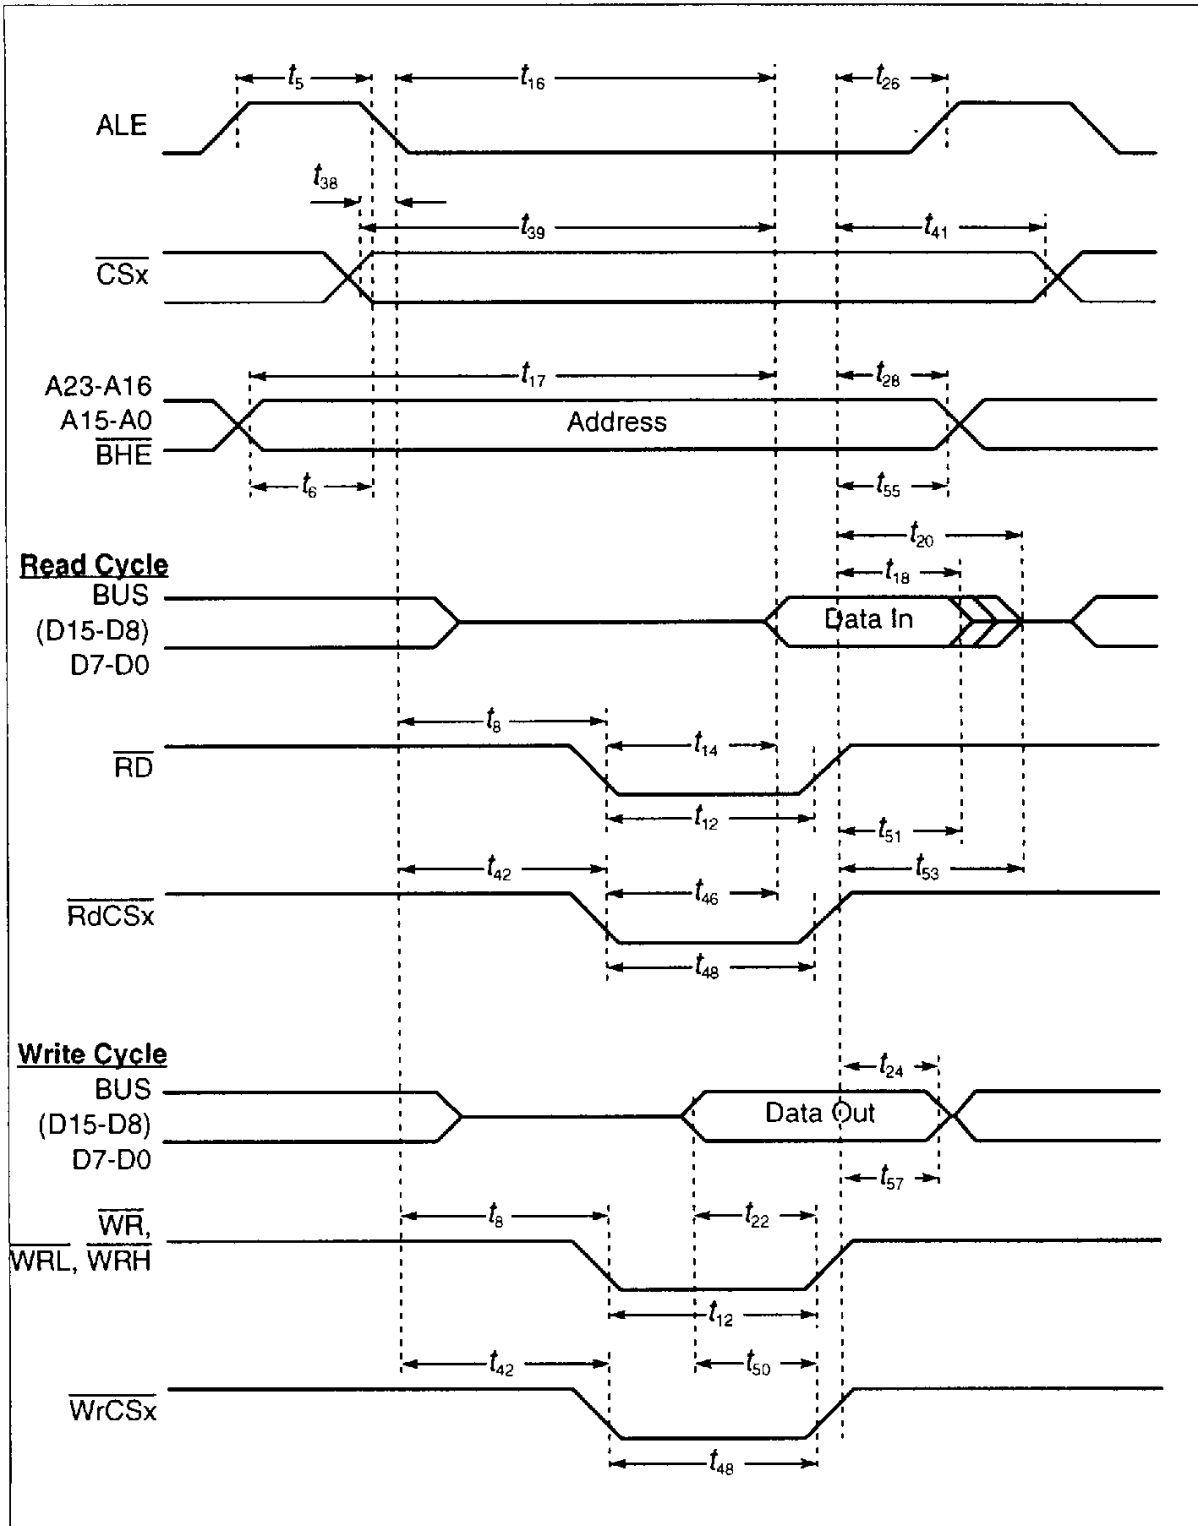 t5 t16 t26
ALE
t38
t39 t41
CSx
t17 t28
A23-A16
A15-A0 Address
BHE
t6 t55
t20
Read Cycle
t18
BUS
(D15-D8) Data In
D7-D0
t8
t14
RD
t12 t51
t42 t53
t46
RdCSx
t48
Write Cycle
t24
BUS
(D15-D8) Data Out
D7-D0
t57
t8 t22
WR,
WRL, WRH
t12
t42 t50
WrCSx
t48